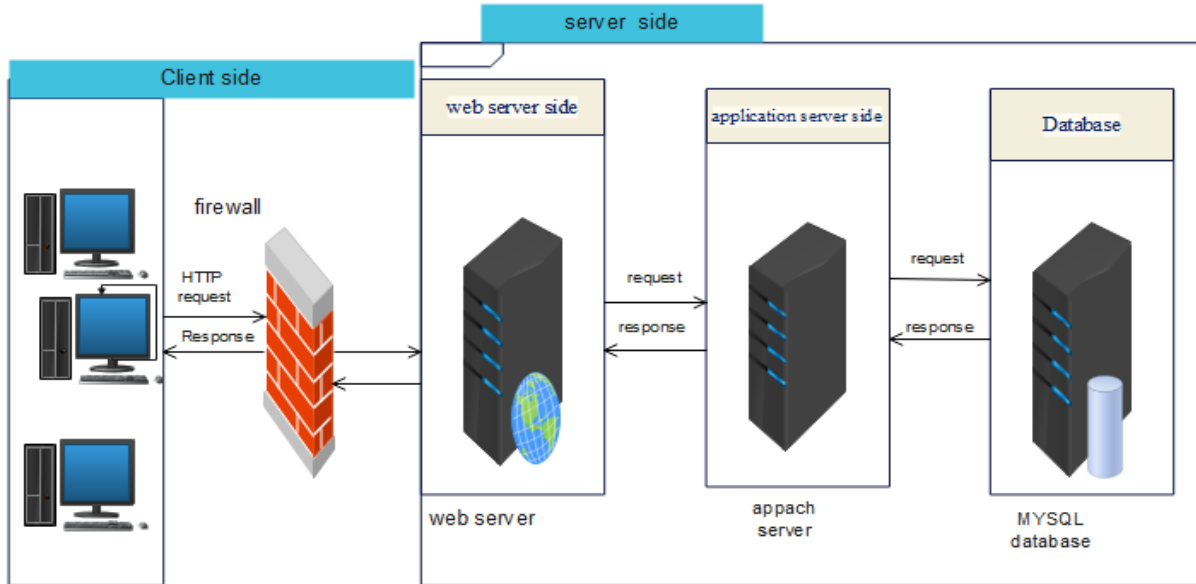 server side
Client side
web server side
application server side
Database
firewall
HTTP
request
Response
request
response
request
response
web server
appach
server
MYSQL
database